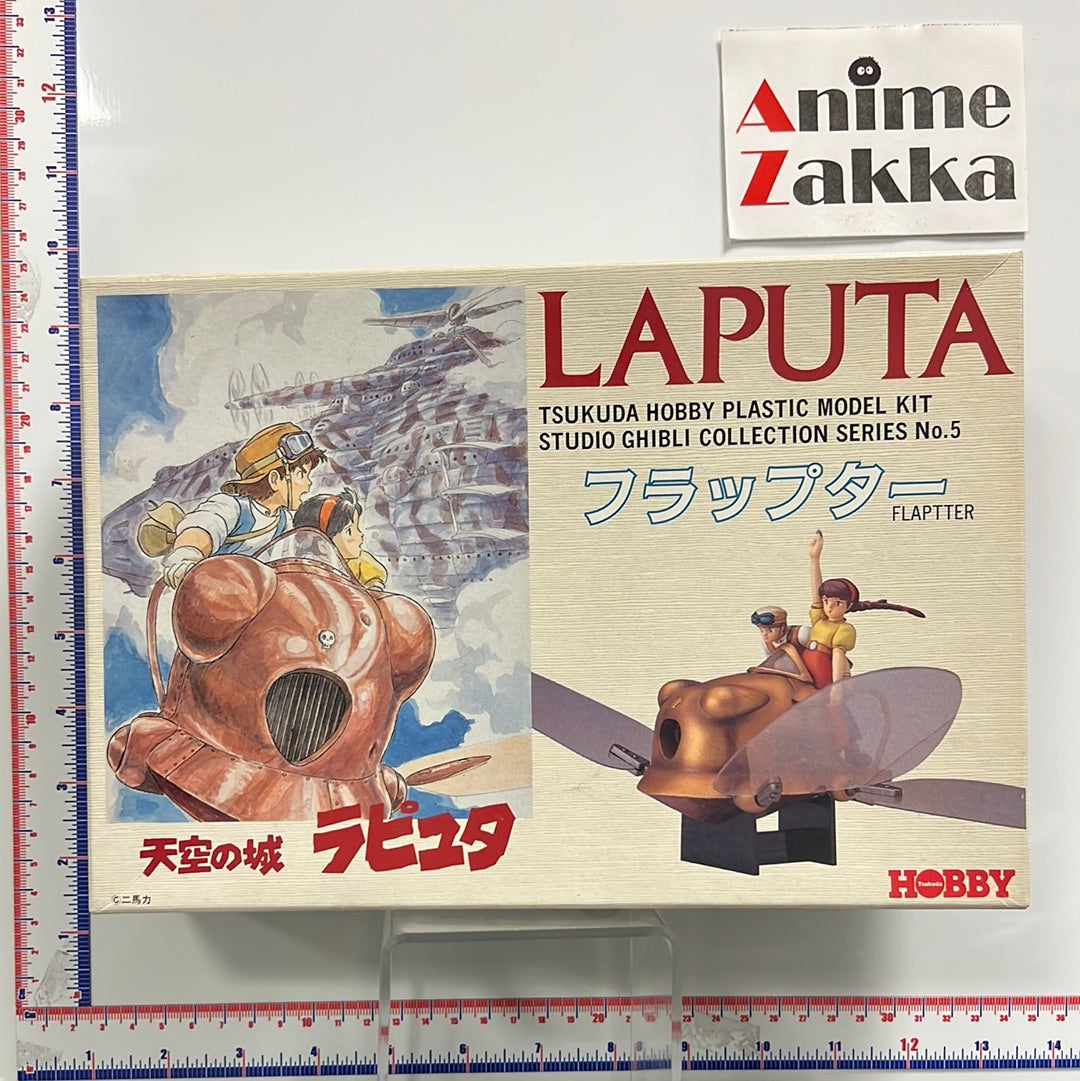 Anime
Zakka
LAPUTA
TSUKUDA HOBBY PLASTIC MODEL KIT
STUDIO GHIBLI COLLECTION SERIES No.5
フラップター
FLAPTTER
天空の城 ラピュタ
©二馬力
Tsukuda
HOBBY